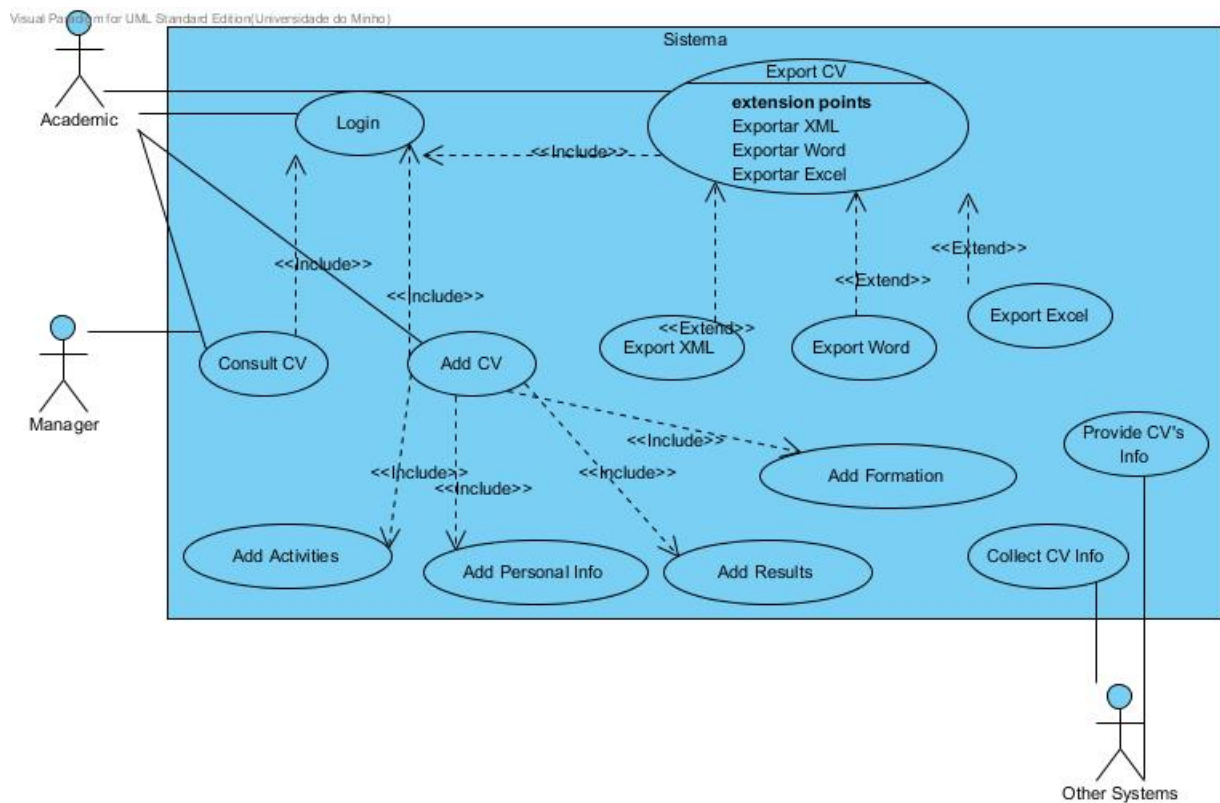 Visual Paradigm for UML Standard Edition(Universidade do Minho)
Sistema
Export CV
extension points
Exportar XML
Exportar Word
Exportar Excel
Academic
Login
<<Include>>
<<Include>>
<<Include>>
<<Extend>>
<<Extend>>
<<Extend>>
Export Excel
Export XML
Export Word
Consult CV
Add CV
Manager
Provide CV's
Info
<<Include>>
<<Include>>
<<Include>>
<<Include>>
Add Formation
Add Activities
Add Personal Info
Add Results
Collect CV Info
Other Systems